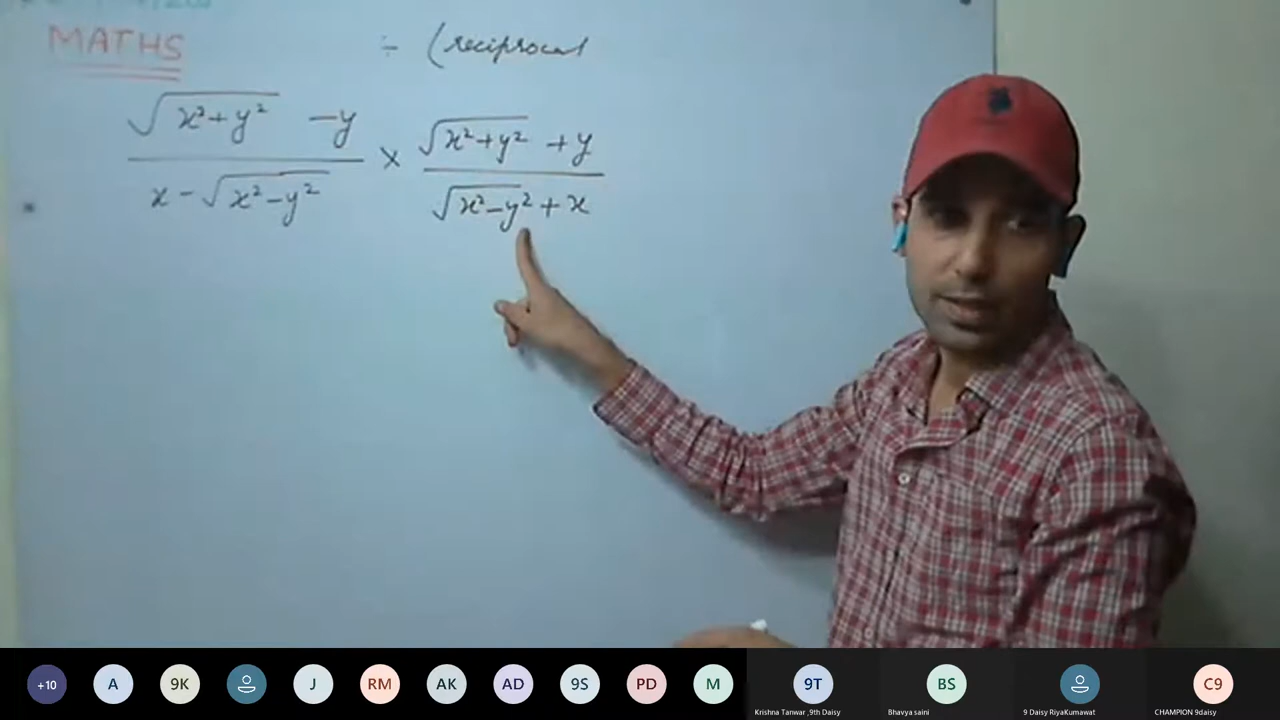 MATHS
÷ (reciprocal
√(x²+y²) −y / x−√(x²−y²) × √(x²+y²) +y / √(x²−y²)+x
+10 A 9K J RM AK AD 9S PD M 9T BS C9
Krishna Tanwar ,9th Daisy Bhavya saini 9 Daisy RiyaKumawat CHAMPION 9daisy